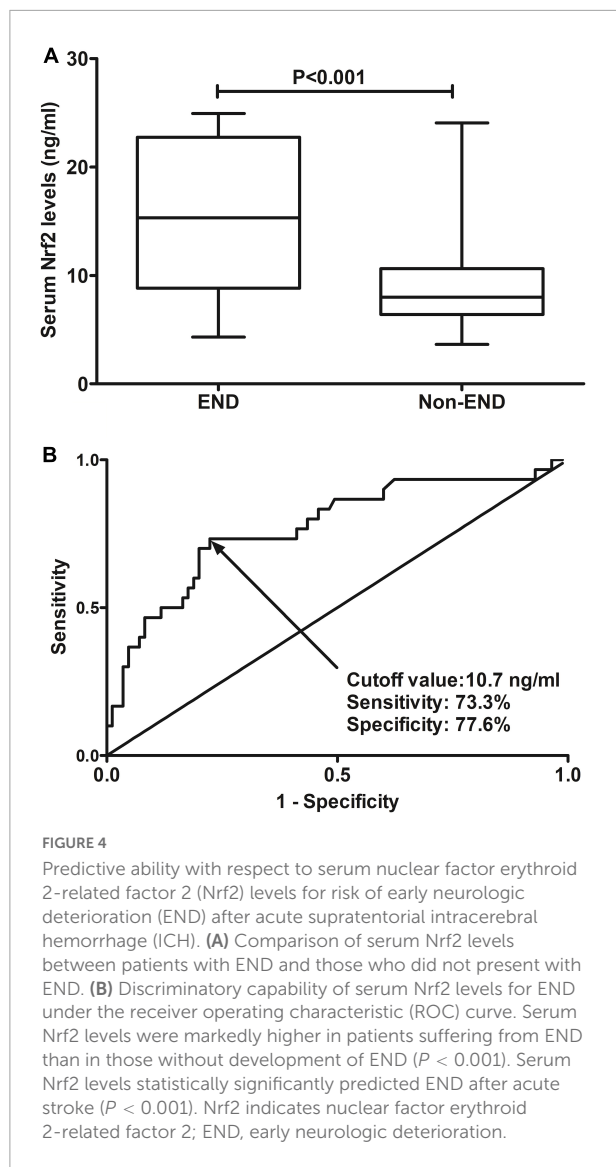 A
30
P<0.001
20
10
0
Serum Nrf2 levels (ng/ml)
END
Non-END
B
1.0
0.5
0.0
Sensitivity
Cutoff value:10.7 ng/ml
Sensitivity: 73.3%
Specificity: 77.6%
0.0
0.5
1.0
1 - Specificity
FIGURE 4
Predictive ability with respect to serum nuclear factor erythroid
2-related factor 2 (Nrf2) levels for risk of early neurologic
deterioration (END) after acute supratentorial intracerebral
hemorrhage (ICH). (A) Comparison of serum Nrf2 levels
between patients with END and those who did not present with
END. (B) Discriminatory capability of serum Nrf2 levels for END
under the receiver operating characteristic (ROC) curve. Serum
Nrf2 levels were markedly higher in patients suffering from END
than in those without development of END (P < 0.001). Serum
Nrf2 levels statistically significantly predicted END after acute
stroke (P < 0.001). Nrf2 indicates nuclear factor erythroid
2-related factor 2; END, early neurologic deterioration.